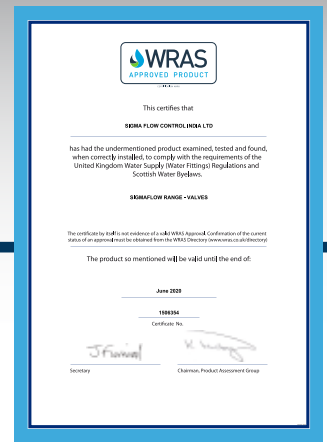 WRAS
APPROVED PRODUCT
This certifies that
SIGMA FLOW CONTROL INDIA LTD
has had the undermentioned product examined, tested and found,
when correctly installed, to comply with the requirements of the
United Kingdom Water Supply (Water Fittings) Regulations and
Scottish Water Byelaws.
SIGMAFLOW RANGE - VALVES
The certificate by itself is not evidence of a valid WRAS Approval. Confirmation of the current
status of an approval must be obtained from the WRAS Directory (www.wras.co.uk/directory)
The product so mentioned will be valid until the end of:
June 2020
1506354
Certificate No.
Secretary
Chairman, Product Assessment Group